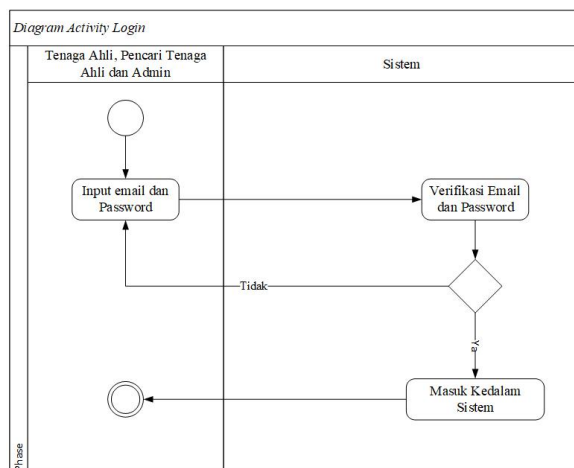 Diagram Activity Login
Tenaga Ahli, Pencari Tenaga
Ahli dan Admin
Sistem
Input email dan
Password
Verifikasi Email
dan Password
Tidak
Ya
Masuk Kedalam
Sistem
Phase